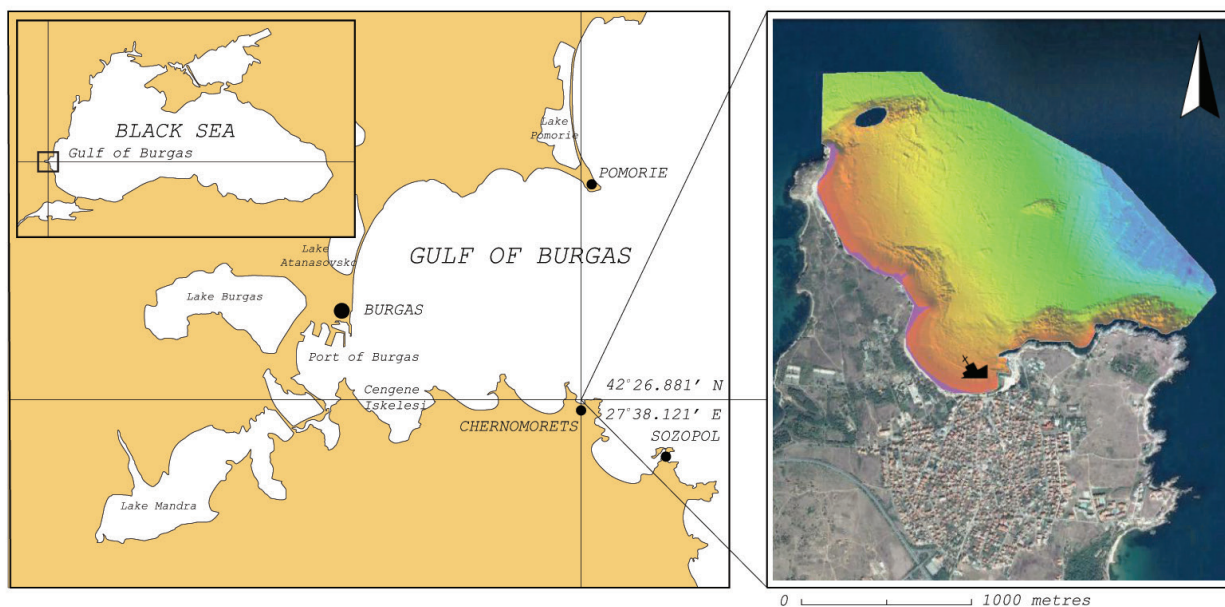 BLACK SEA
Gulf of Burgas
Lake
Pomorie
POMORIE
GULF OF BURGAS
Lake
Atanasovsko
Lake Burgas
BURGAS
Port of Burgas
Cengene
Iskelesi
42°26.881' N
27°38.121' E
CHERNOMORETS
SOZOPOL
Lake Mandra
0 1000 metres